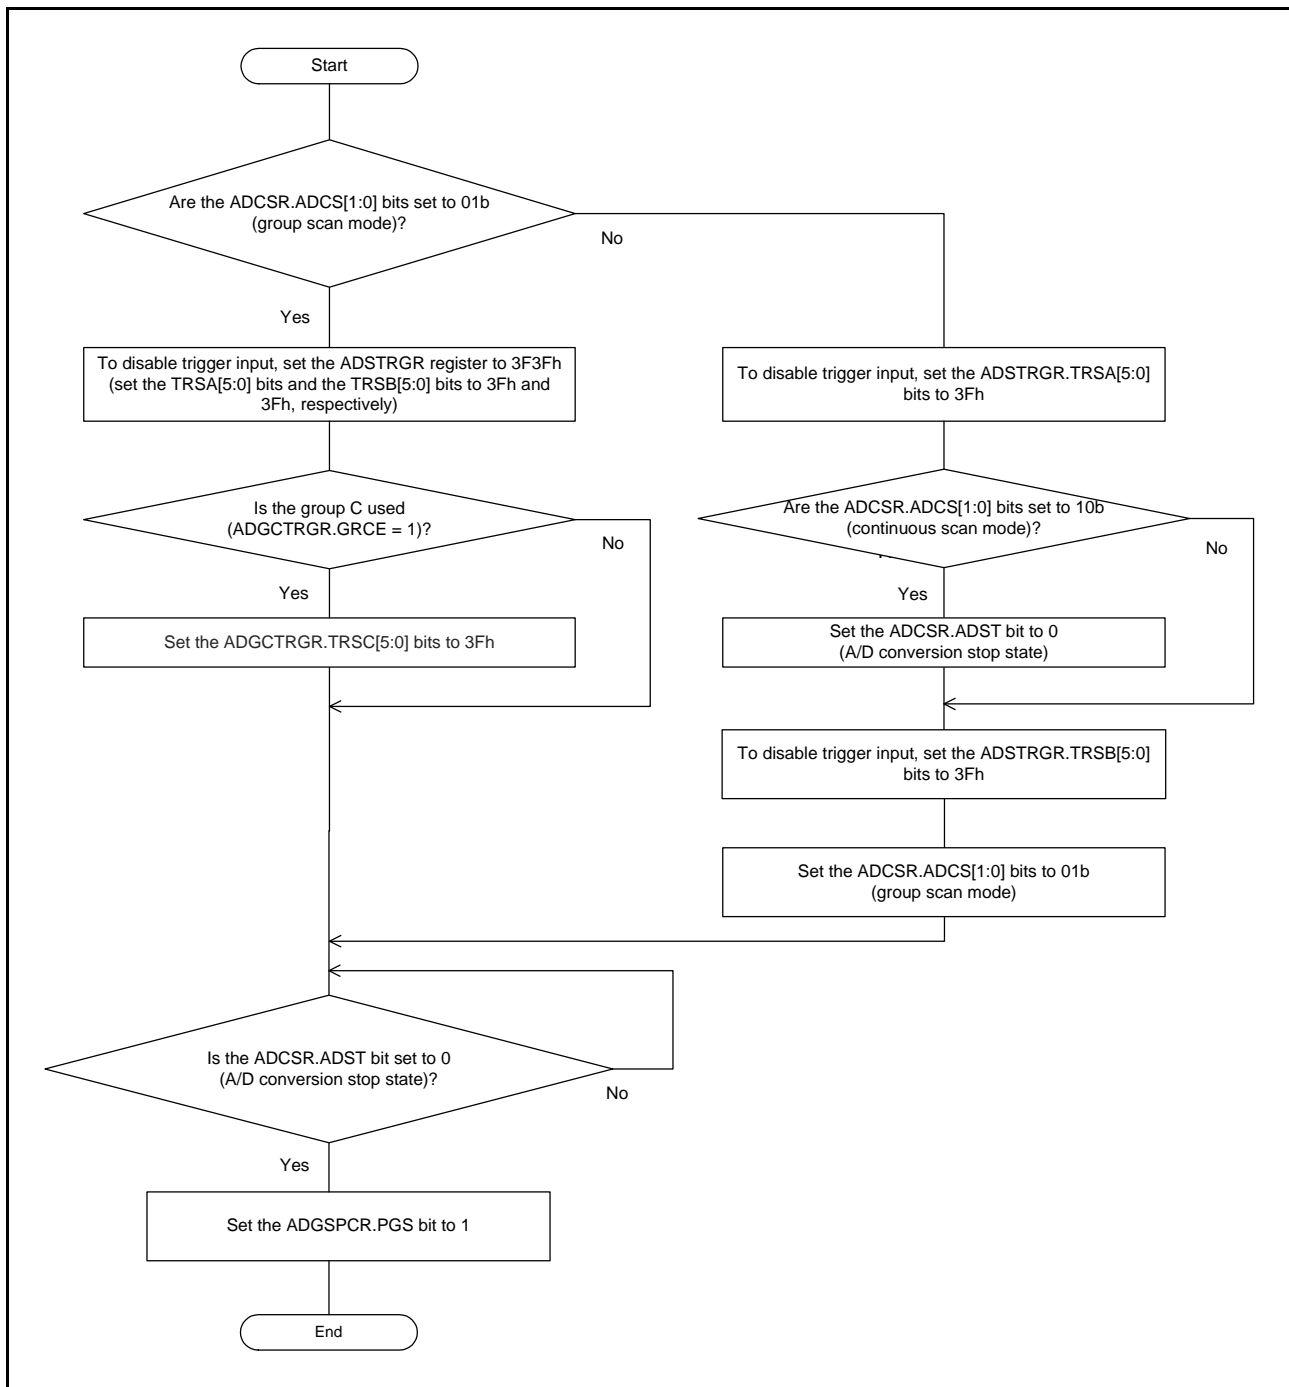 Start
Are the ADCSR.ADCS[1:0] bits set to 01b
(group scan mode)?
No
Yes
To disable trigger input, set the ADSTRGR register to 3F3Fh
(set the TRSA[5:0] bits and the TRSB[5:0] bits to 3Fh and
3Fh, respectively)
To disable trigger input, set the ADSTRGR.TRSA[5:0]
bits to 3Fh
Is the group C used
(ADGCTRGR.GRCE = 1)?
No
Yes
Are the ADCSR.ADCS[1:0] bits set to 10b
(continuous scan mode)?
No
Yes
Set the ADGCTRGR.TRSC[5:0] bits to 3Fh
Set the ADCSR.ADST bit to 0
(A/D conversion stop state)
To disable trigger input, set the ADSTRGR.TRSB[5:0]
bits to 3Fh
Set the ADCSR.ADCS[1:0] bits to 01b
(group scan mode)
Is the ADCSR.ADST bit set to 0
(A/D conversion stop state)?
No
Yes
Set the ADGSPCR.PGS bit to 1
End